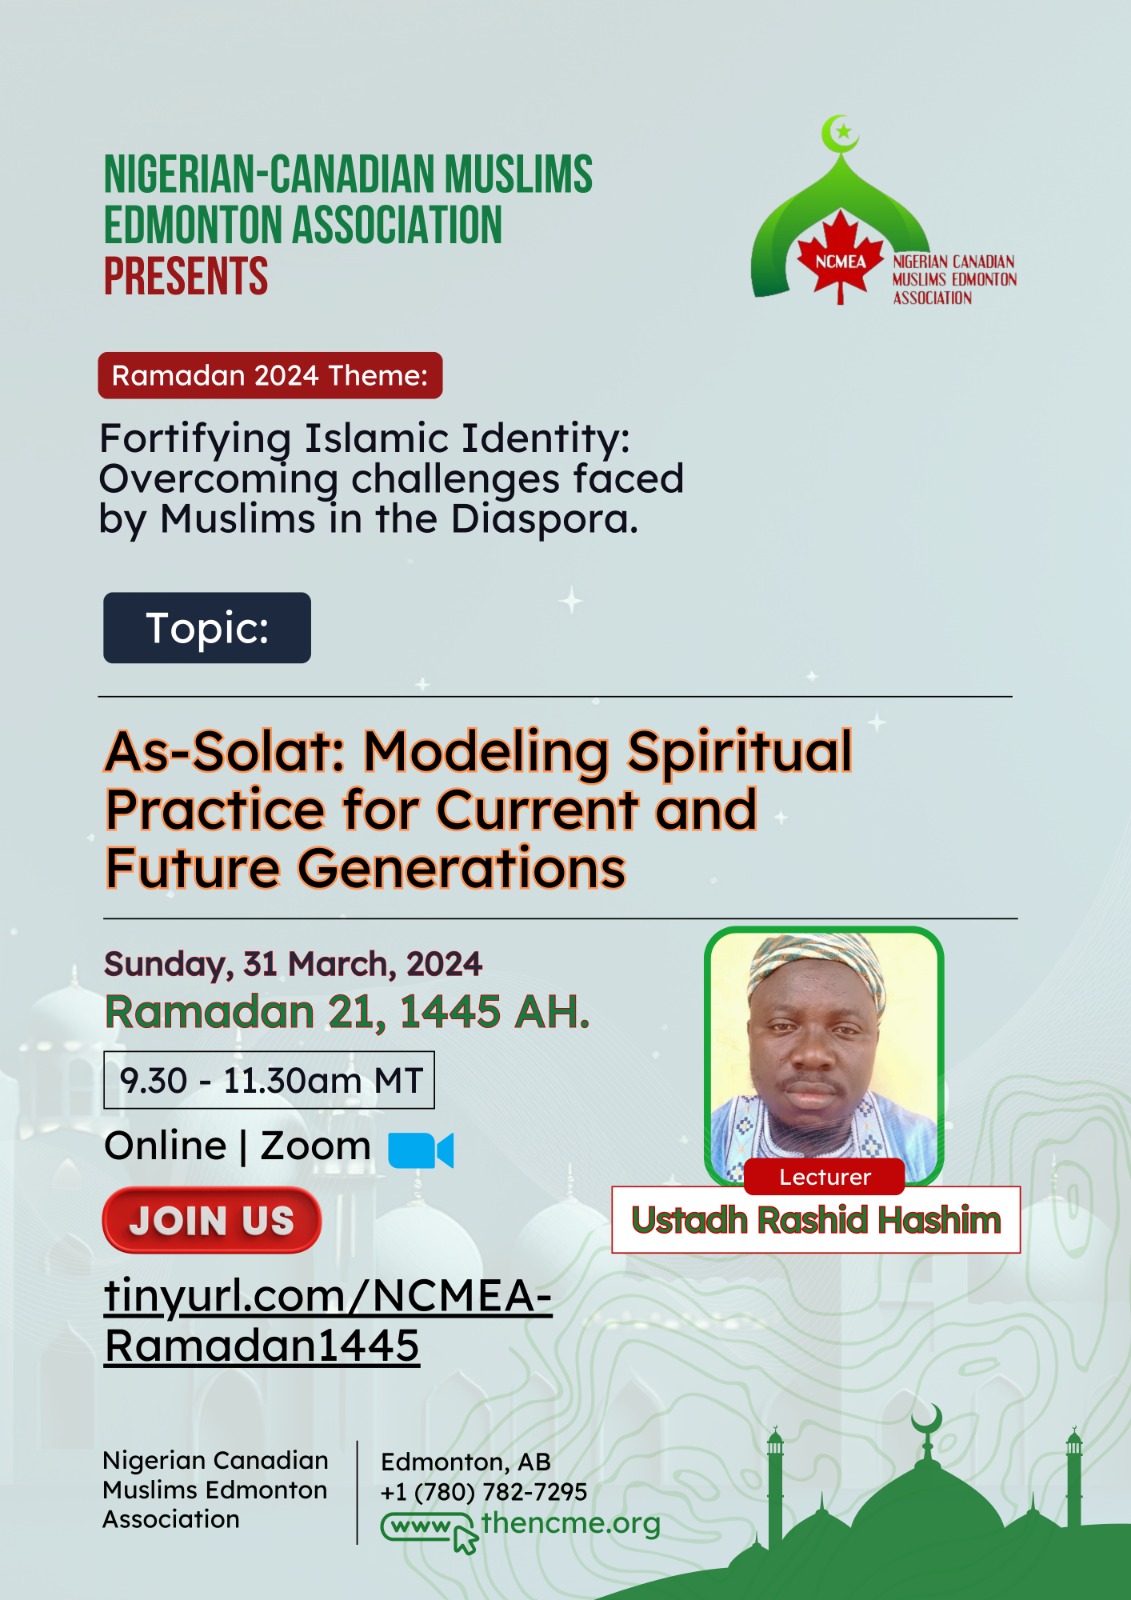 NIGERIAN-CANADIAN MUSLIMS
EDMONTON ASSOCIATION
PRESENTS
NCMEA
NIGERIAN CANADIAN
MUSLIMS EDMONTON
ASSOCIATION
Ramadan 2024 Theme:
Fortifying Islamic Identity:
Overcoming challenges faced
by Muslims in the Diaspora.
Topic:
As-Solat: Modeling Spiritual
Practice for Current and
Future Generations
Sunday, 31 March, 2024
Ramadan 21, 1445 AH.
9.30 - 11.30am MT
Online | Zoom
JOIN US
tinyurl.com/NCMEA-
Ramadan1445
Lecturer
Ustadh Rashid Hashim
Nigerian Canadian
Muslims Edmonton
Association
Edmonton, AB
+1 (780) 782-7295
www
thencme.org